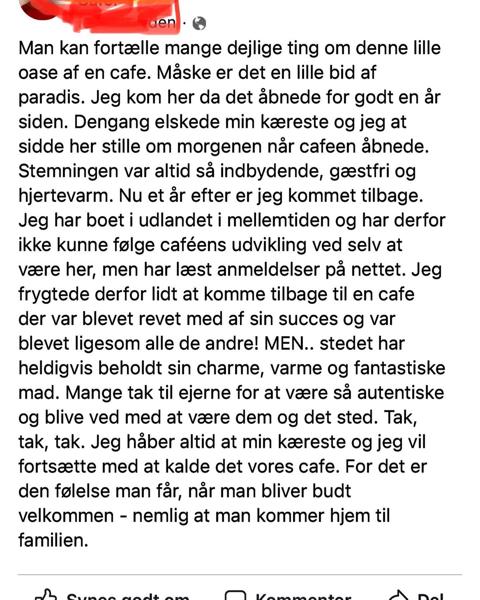 Man kan fortælle mange dejlige ting om denne lille
oase af en cafe. Måske er det en lille bid af
paradis. Jeg kom her da det åbnede for godt en år
siden. Dengang elskede min kæreste og jeg at
sidde her stille om morgenen når cafeen åbnede.
Stemningen var altid så indbydende, gæstfri og
hjertevarm. Nu et år efter er jeg kommet tilbage.
Jeg har boet i udlandet i mellemtiden og har derfor
ikke kunne følge caféens udvikling ved selv at
være her, men har læst anmeldelser på nettet. Jeg
frygtede derfor lidt at komme tilbage til en cafe
der var blevet revet med af sin succes og var
blevet ligesom alle de andre! MEN.. stedet har
heldigvis beholdt sin charme, varme og fantastiske
mad. Mange tak til ejerne for at være så autentiske
og blive ved med at være dem og det sted. Tak,
tak, tak. Jeg håber altid at min kæreste og jeg vil
fortsætte med at kalde det vores cafe. For det er
den følelse man får, når man bliver budt
velkommen - nemlig at man kommer hjem til
familien.
Synes godt om Kommenter Del